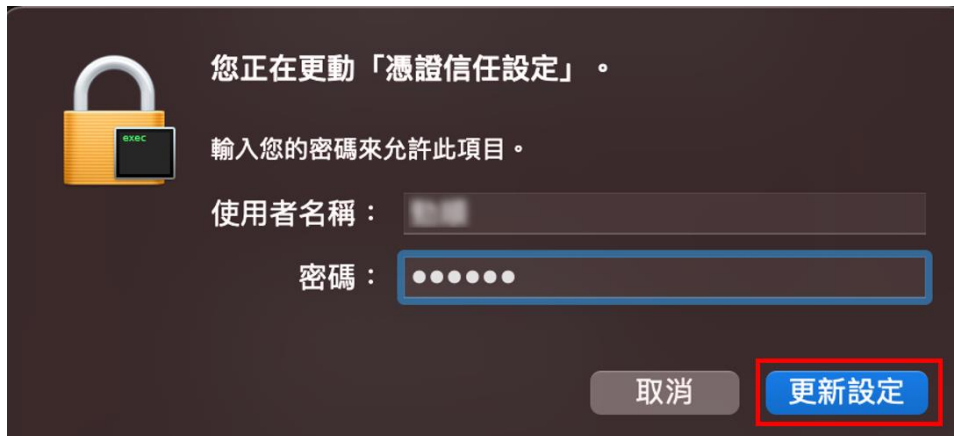 您正在更動「憑證信任設定」。
exec
輸入您的密碼來允許此項目。
使用者名稱：
密碼：●●●●●●
取消 更新設定